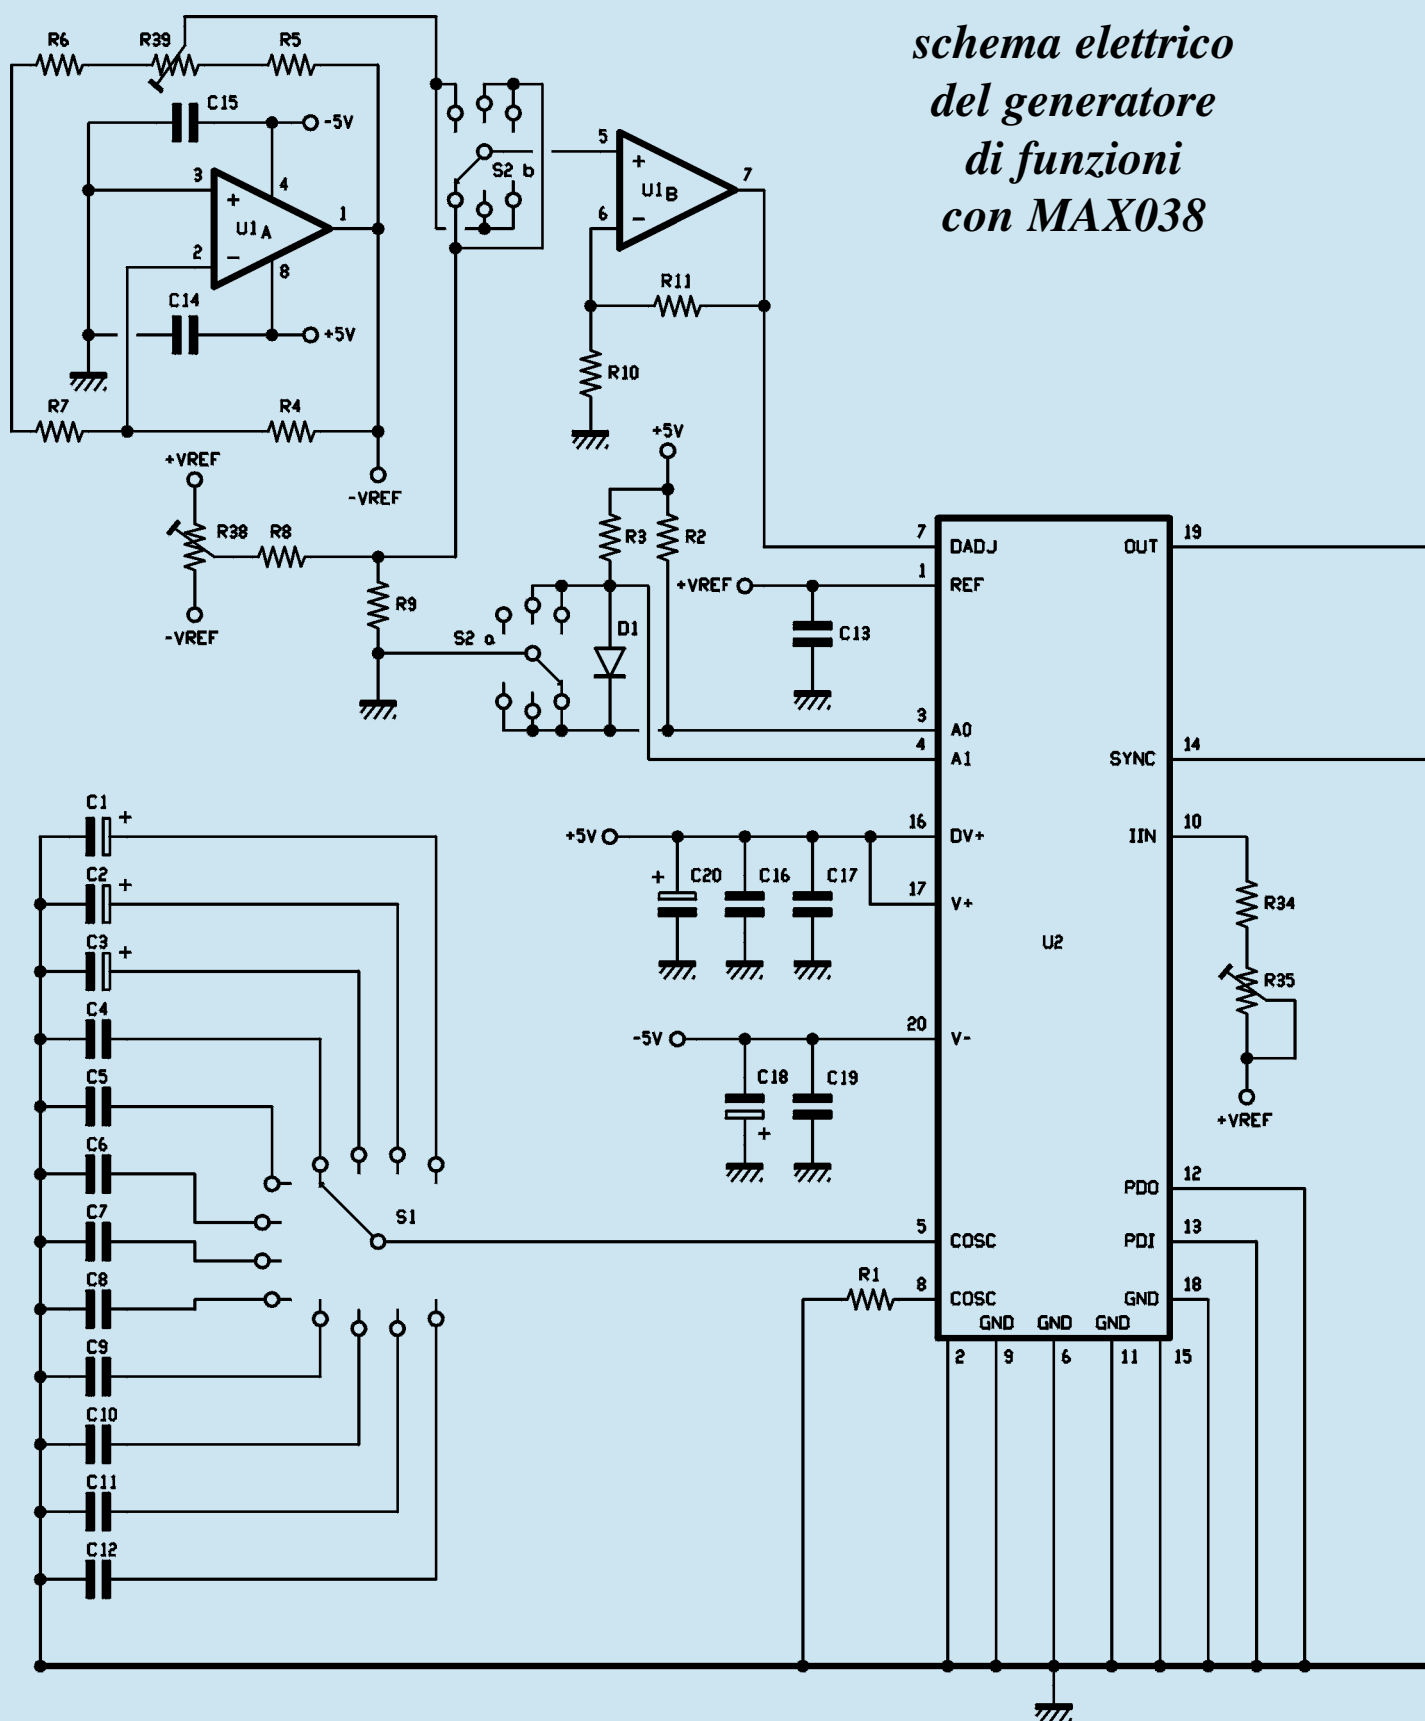 schema elettrico
del generatore
di funzioni
con MAX038
R6
R39
R5
C15
-5V
3
+
4
U1A
1
2
-
8
C14
+5V
R7
R4
-VREF
S2 b
5
+
U1B
7
6
-
R11
R10
+VREF
R38
R8
-VREF
R9
+5V
R3
R2
S2 a
D1
+VREF
C13
7
DADJ
1
REF
3
A0
4
A1
16
DV+
17
V+
20
V-
5
COSC
8
COSC
R1
U2
OUT
19
SYNC
14
IIN
10
R34
R35
+VREF
PDO
12
PDI
13
GND
18
GND
GND
GND
2
9
6
11
15
+5V
+
C20
C16
C17
-5V
C18
+
C19
C1
+
C2
+
C3
+
C4
C5
C6
C7
C8
C9
C10
C11
C12
S1